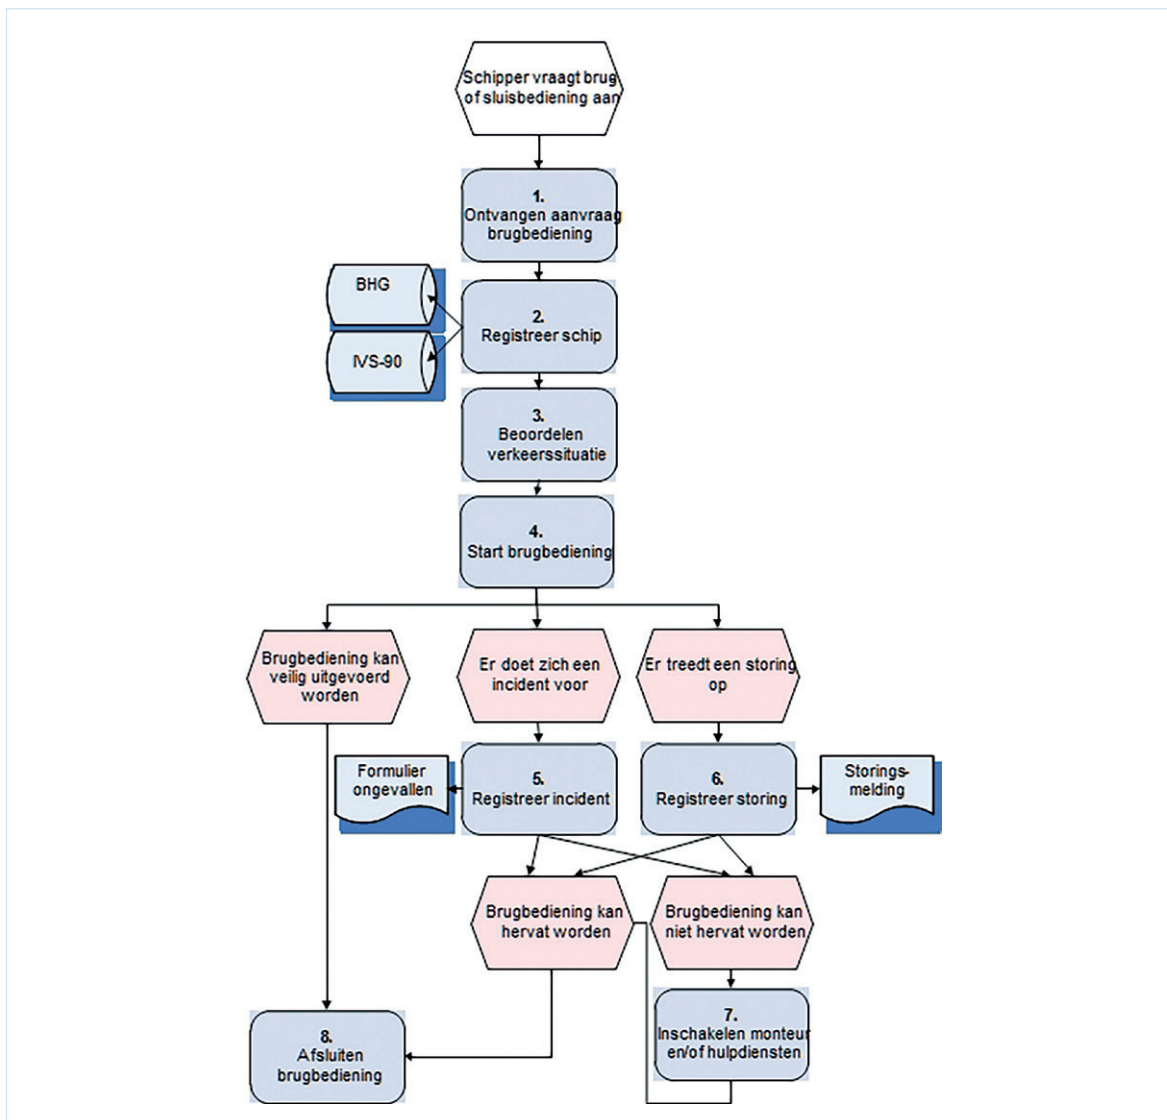 Schipper vraagt brug
of sluisbediening aan
1.
Ontvangen aanvraag
brugbediening
BHG
IVS-90
2.
Registreer schip
3.
Beoordelen
verkeerssituatie
4.
Start brugbediening
Brugbediening kan
veilig uitgevoerd
worden
Er doet zich een
incident voor
Er treedt een storing
op
Formulier
ongevallen
5.
Registreer incident
6.
Registreer storing
Storings-
melding
Brugbediening kan
hervat worden
Brugbediening kan
niet hervat worden
7.
Inschakelen monteur
en/of hulpdiensten
8.
Afsluiten
brugbediening